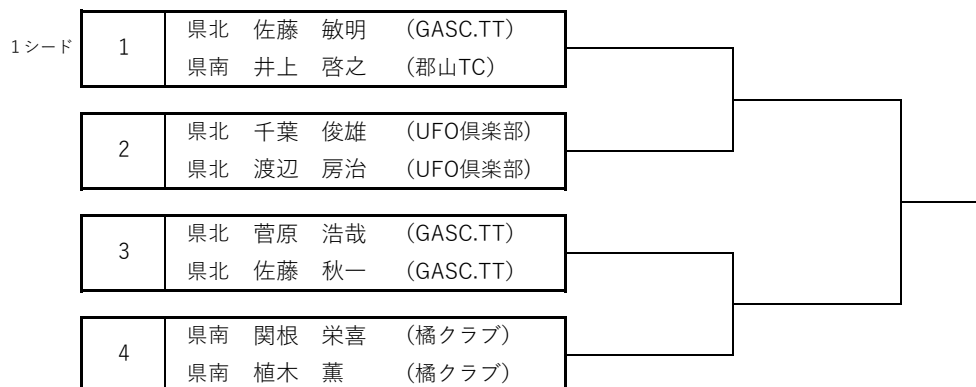 1シード 1 県北 佐藤 敏明 (GASC.TT)
県南 井上 啓之 (郡山TC)
2 県北 千葉 俊雄 (UFO倶楽部)
県北 渡辺 房治 (UFO倶楽部)
3 県北 菅原 浩哉 (GASC.TT)
県北 佐藤 秋一 (GASC.TT)
4 県南 関根 栄喜 (橘クラブ)
県南 植木 薫 (橘クラブ)